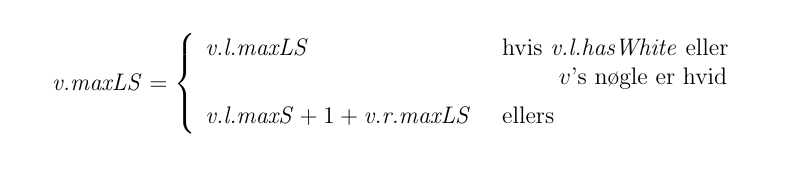 v.l.maxLS hvis v.l.hasWhite eller
v's nøgle er hvid
v.maxLS =
v.l.maxS + 1 + v.r.maxLS ellers